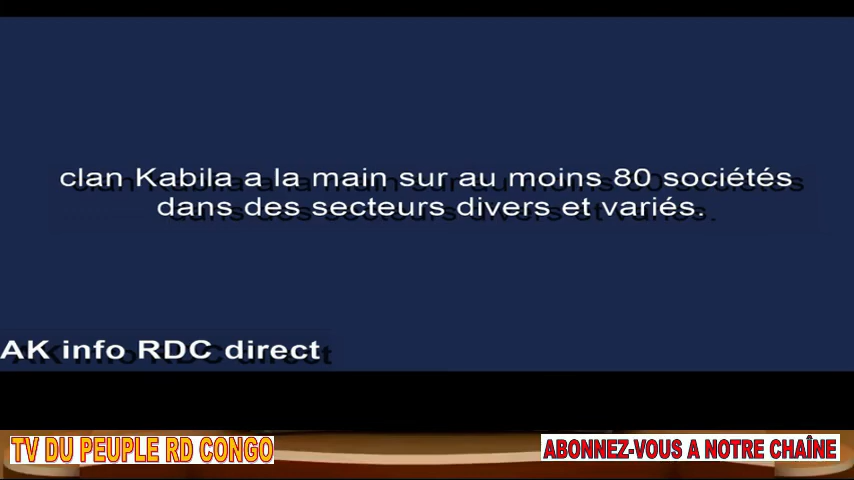 clan Kabila a la main sur au moins 80 sociétés
dans des secteurs divers et variés.
AK info RDC direct
TV DU PEUPLE RD CONGO
ABONNEZ-VOUS A NOTRE CHAÎNE